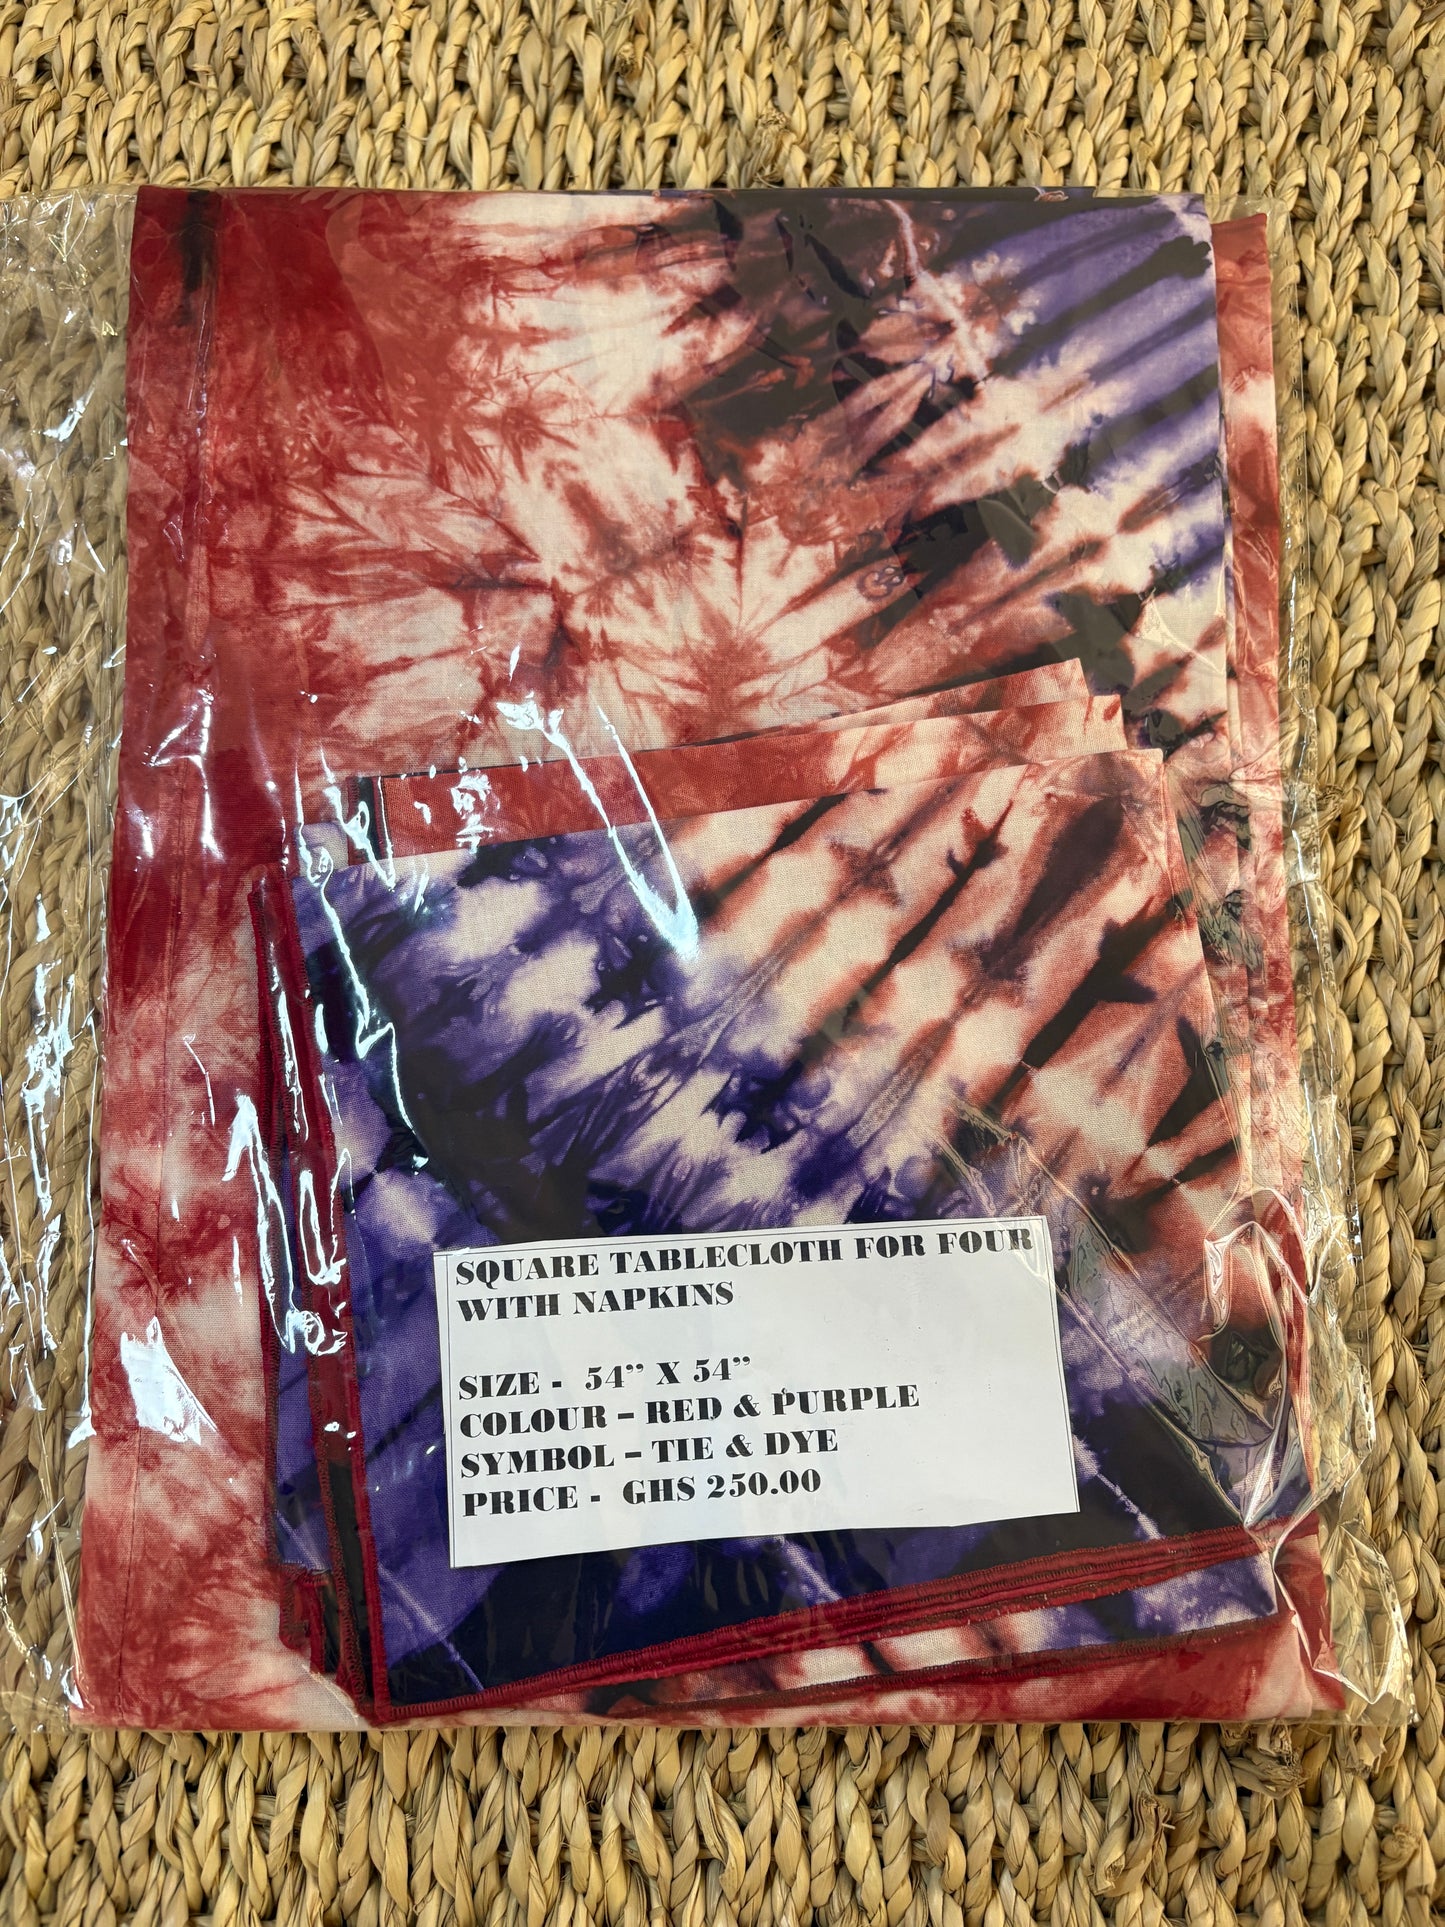 SQUARE TABLECLOTH FOR FOUR
WITH NAPKINS
SIZE - 54” X 54”
COLOUR – RED & PURPLE
SYMBOL – TIE & DYE
PRICE - GHS 250.00